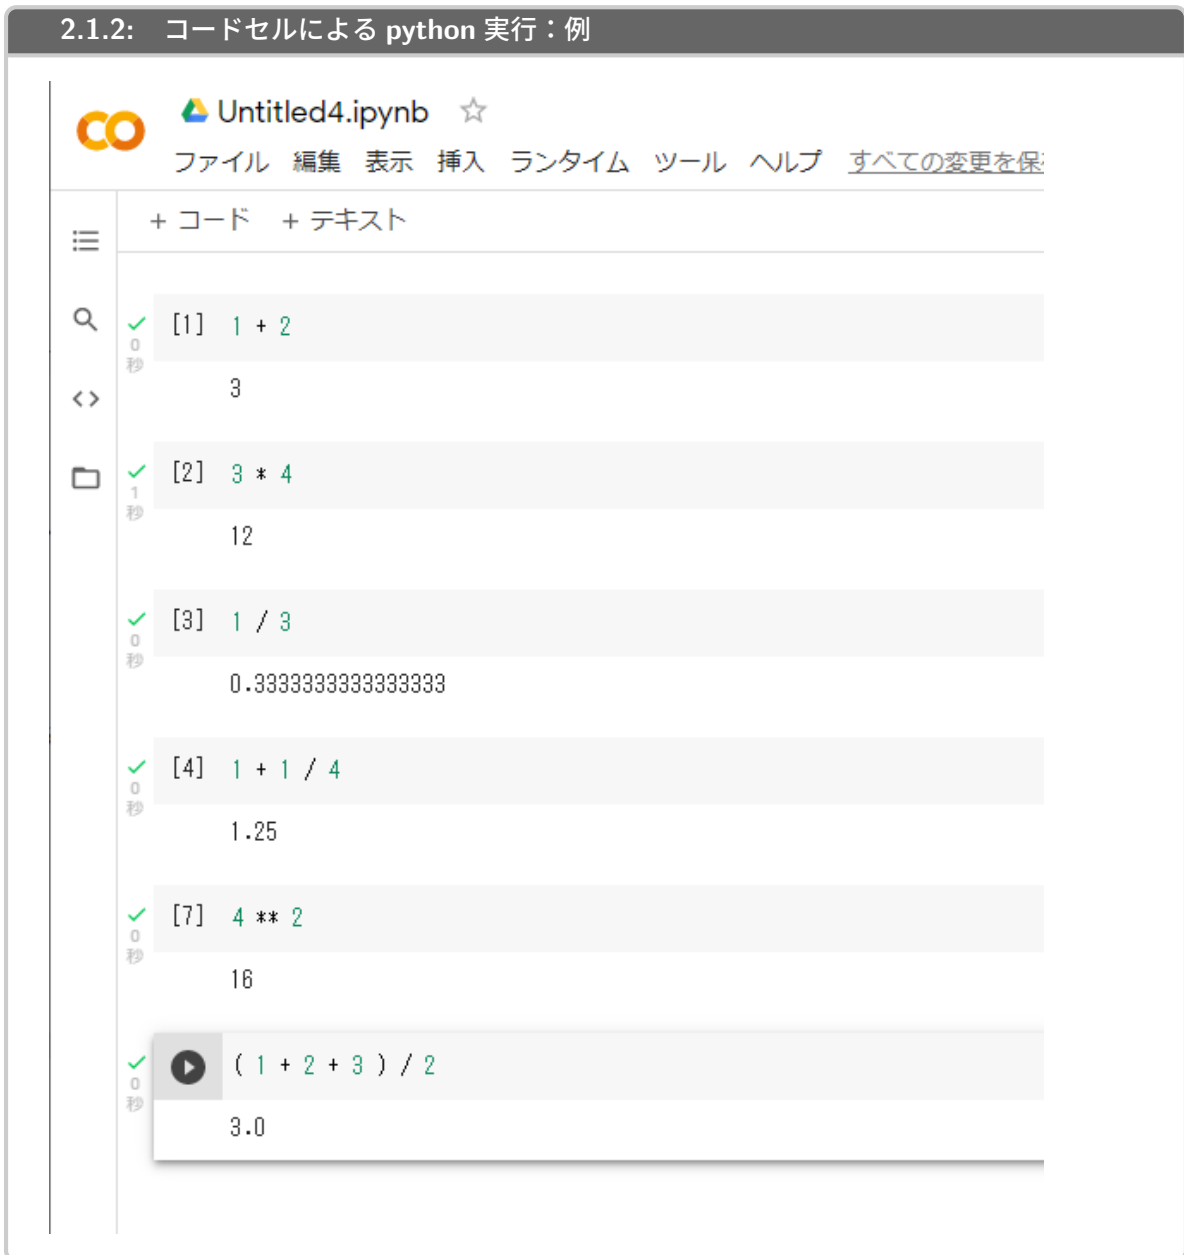 2.1.2: コードセルによる python 実行：例
Untitled4.ipynb
ファイル 編集 表示 挿入 ランタイム ツール ヘルプ すべての変更を保
+ コード + テキスト
[1] 1 + 2
0
秒
3
[2] 3 * 4
1
秒
12
[3] 1 / 3
0
秒
0.3333333333333333
[4] 1 + 1 / 4
0
秒
1.25
[7] 4 ** 2
0
秒
16
( 1 + 2 + 3 ) / 2
0
秒
3.0